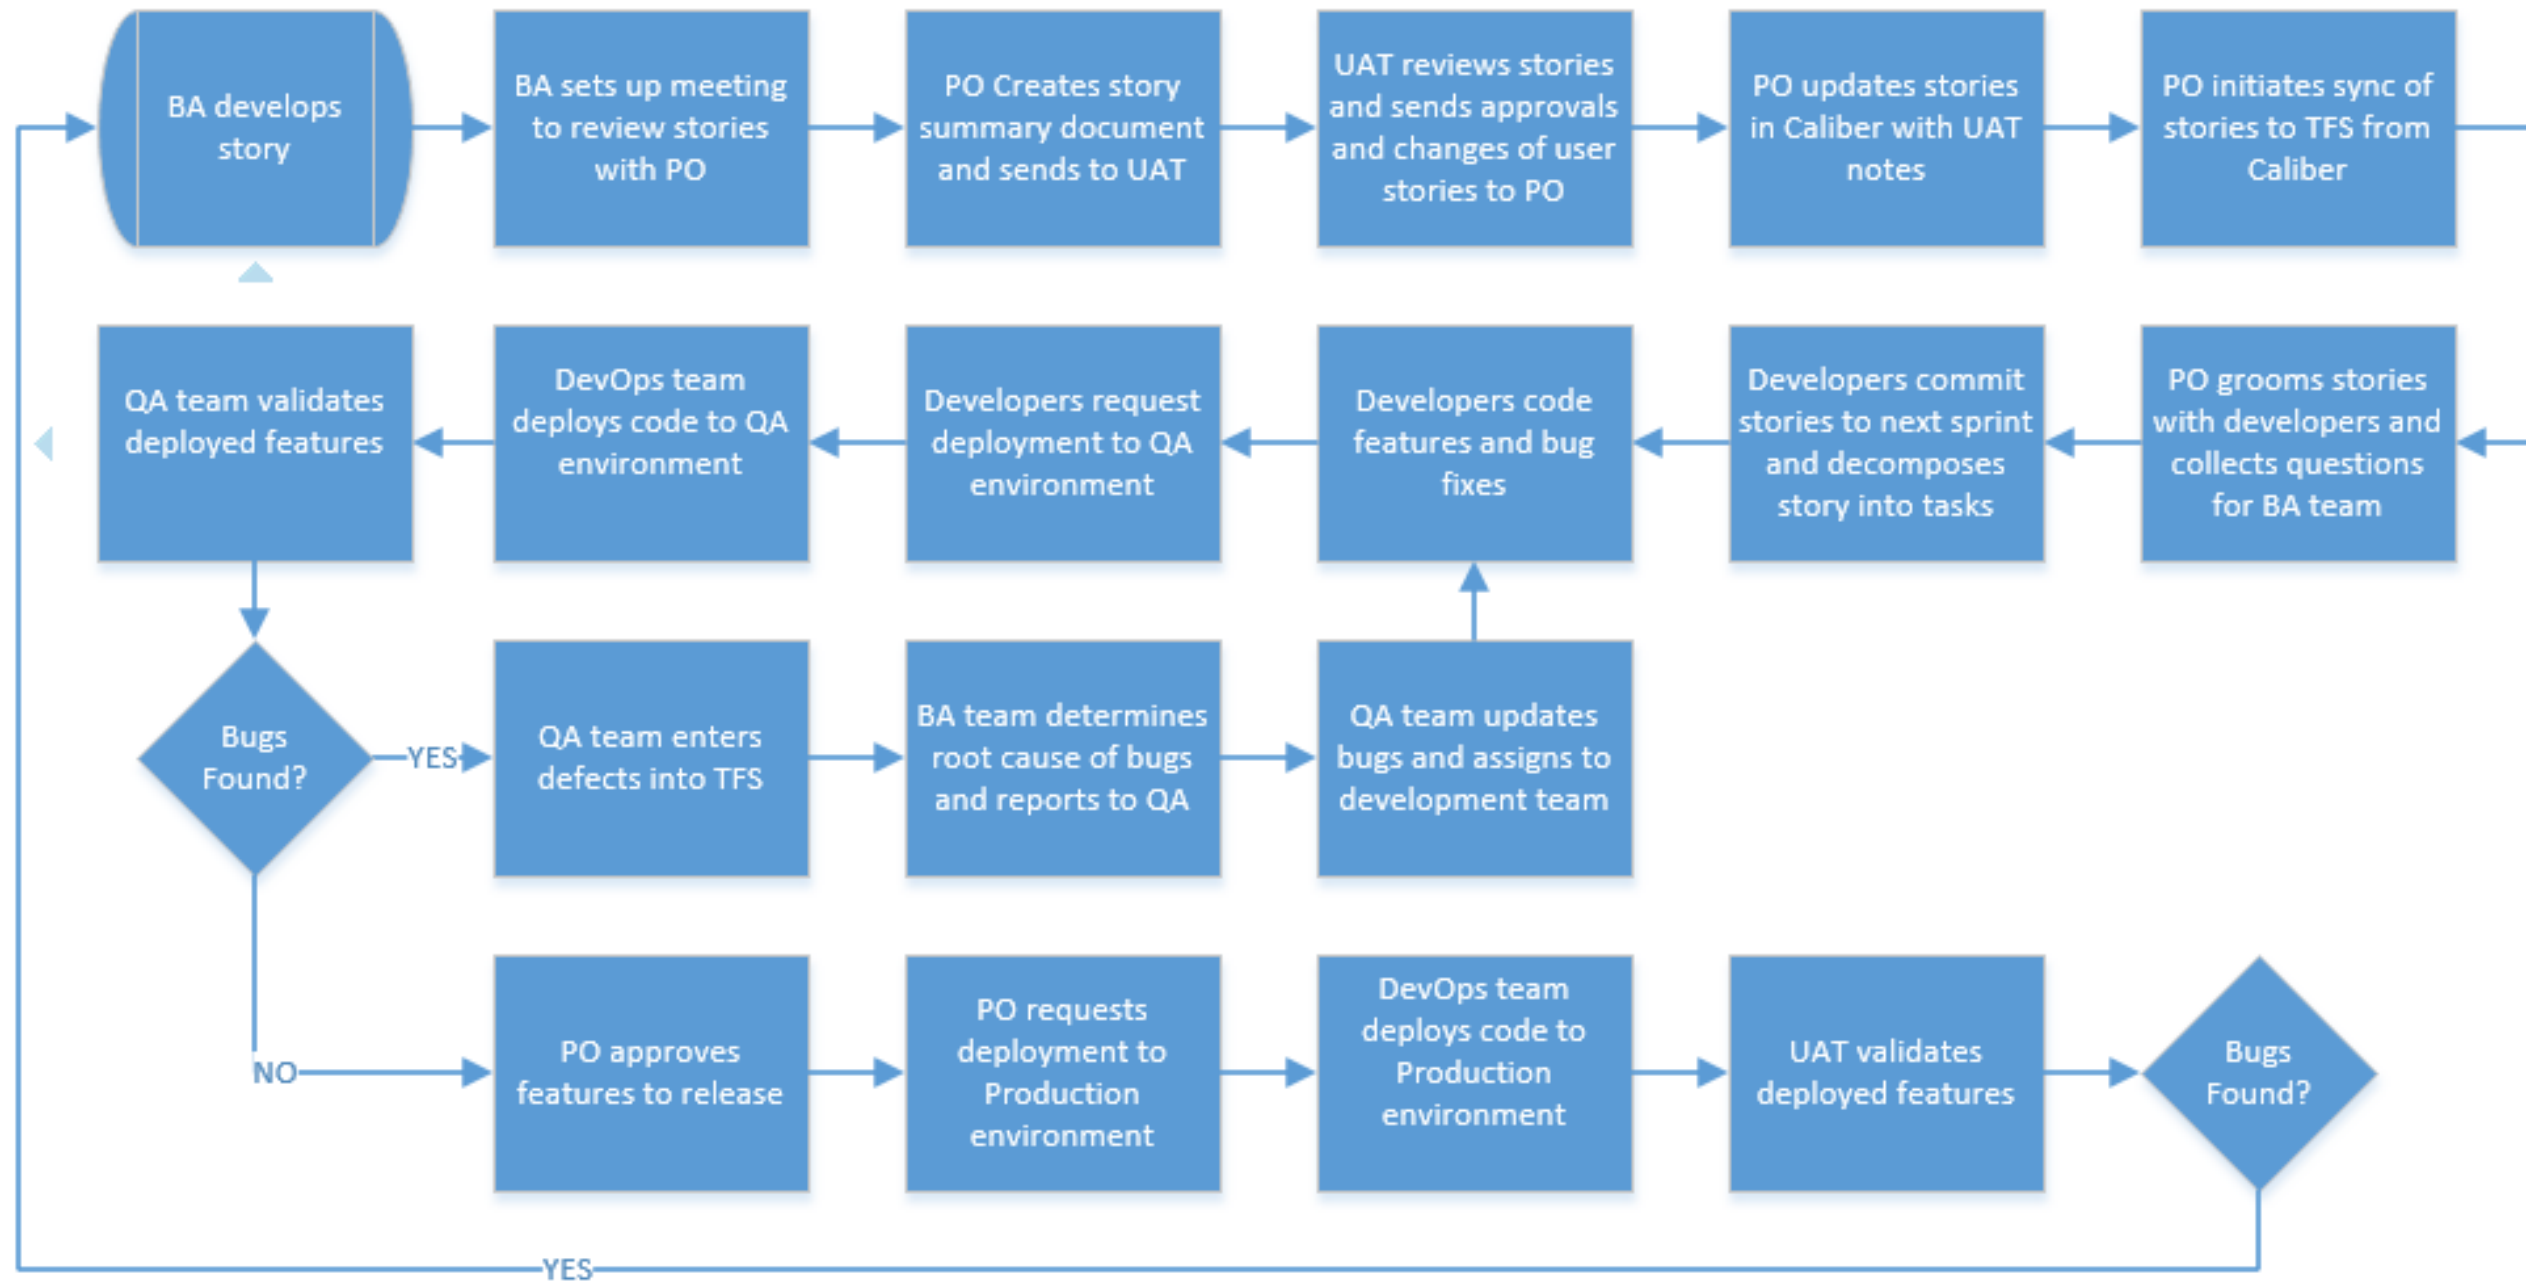 BA develops
story
BA sets up meeting
to review stories
with PO
PO Creates story
summary document
and sends to UAT
UAT reviews stories
and sends approvals
and changes of user
stories to PO
PO updates stories
in Caliber with UAT
notes
PO initiates sync of
stories to TFS from
Caliber
QA team validates
deployed features
DevOps team
deploys code to QA
environment
Developers request
deployment to QA
environment
Developers code
features and bug
fixes
Developers commit
stories to next sprint
and decomposes
story into tasks
PO grooms stories
with developers and
collects questions
for BA team
Bugs
Found?
YES
QA team enters
defects into TFS
BA team determines
root cause of bugs
and reports to QA
QA team updates
bugs and assigns to
development team
NO
PO approves
features to release
PO requests
deployment to
Production
environment
DevOps team
deploys code to
Production
environment
UAT validates
deployed features
Bugs
Found?
YES